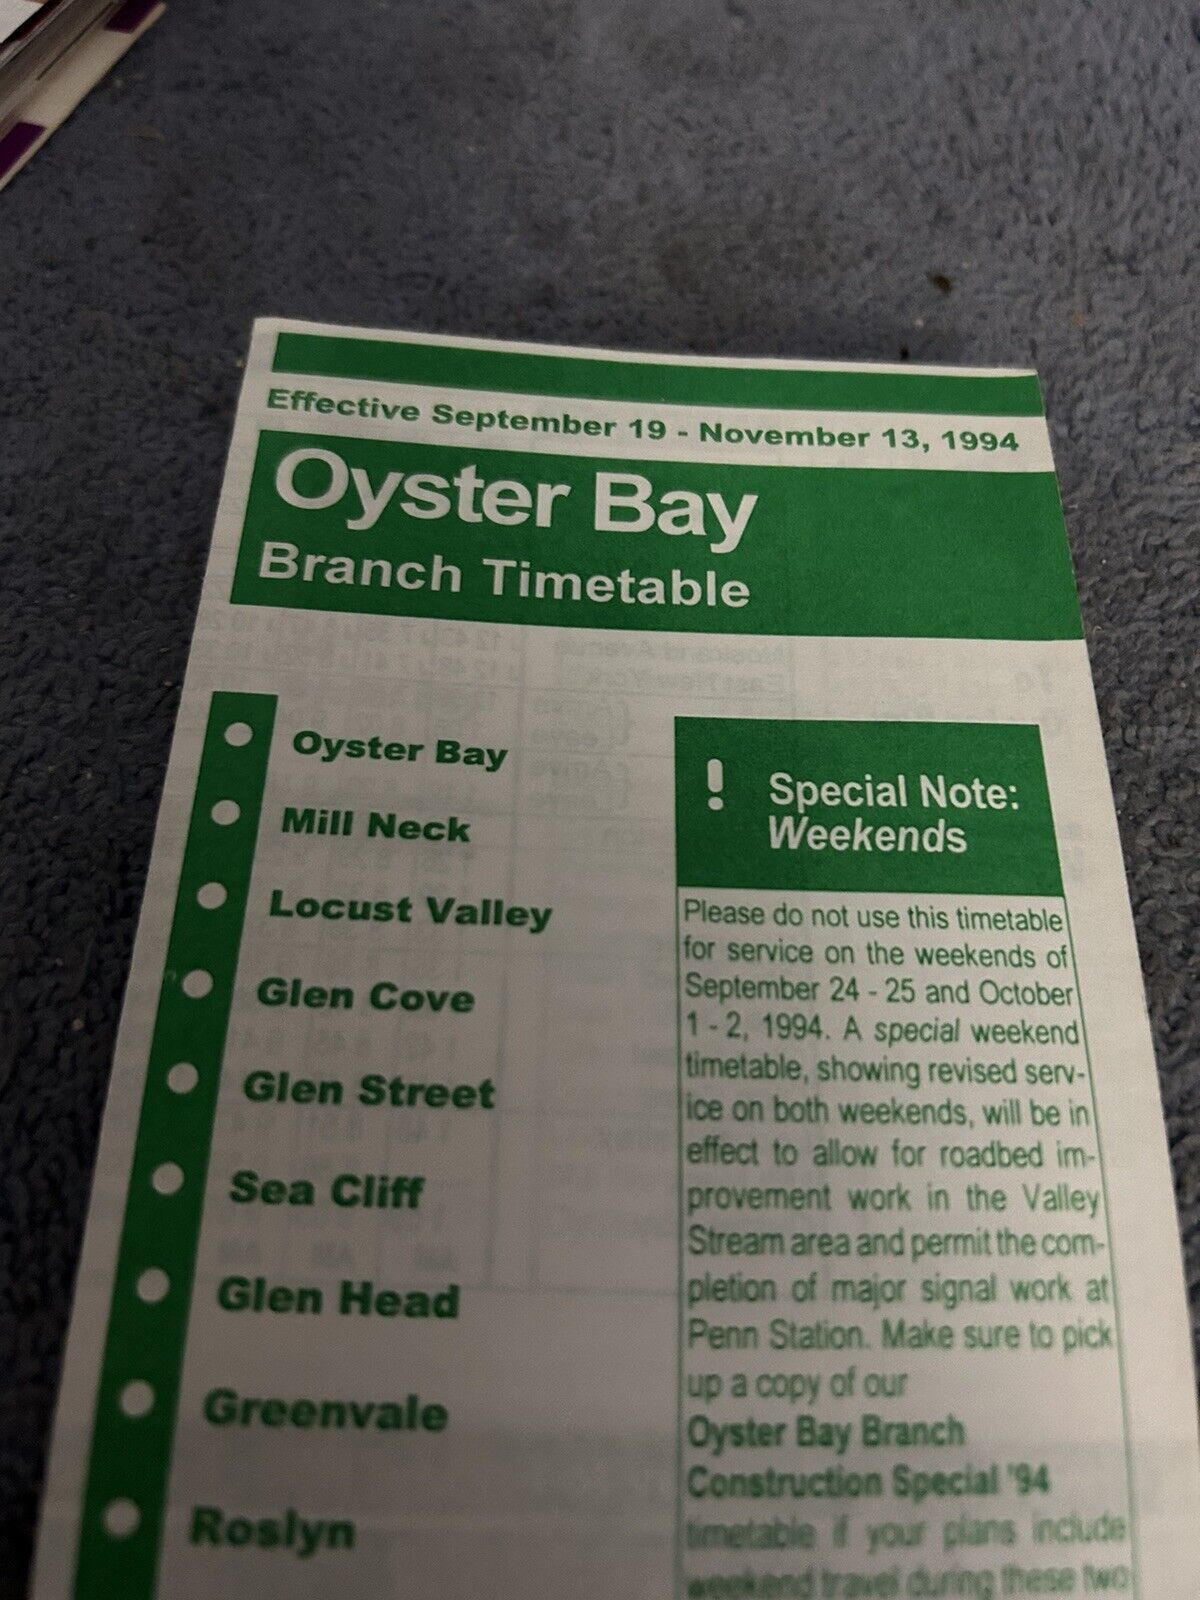 Effective September 19 - November 13, 1994
Oyster Bay
Branch Timetable
Oyster Bay
Mill Neck
Locust Valley
Glen Cove
Glen Street
Sea Cliff
Glen Head
Greenvale
Roslyn
! Special Note:
Weekends
Please do not use this timetable
for service on the weekends of
September 24 - 25 and October
1 - 2, 1994. A special weekend
timetable, showing revised serv-
ice on both weekends, will be in
effect to allow for roadbed im-
provement work in the Valley
Stream area and permit the com-
pletion of major signal work at
Penn Station. Make sure to pick
up a copy of our
Oyster Bay Branch
Construction Special '94
timetable if your plans include
weekend travel during these two